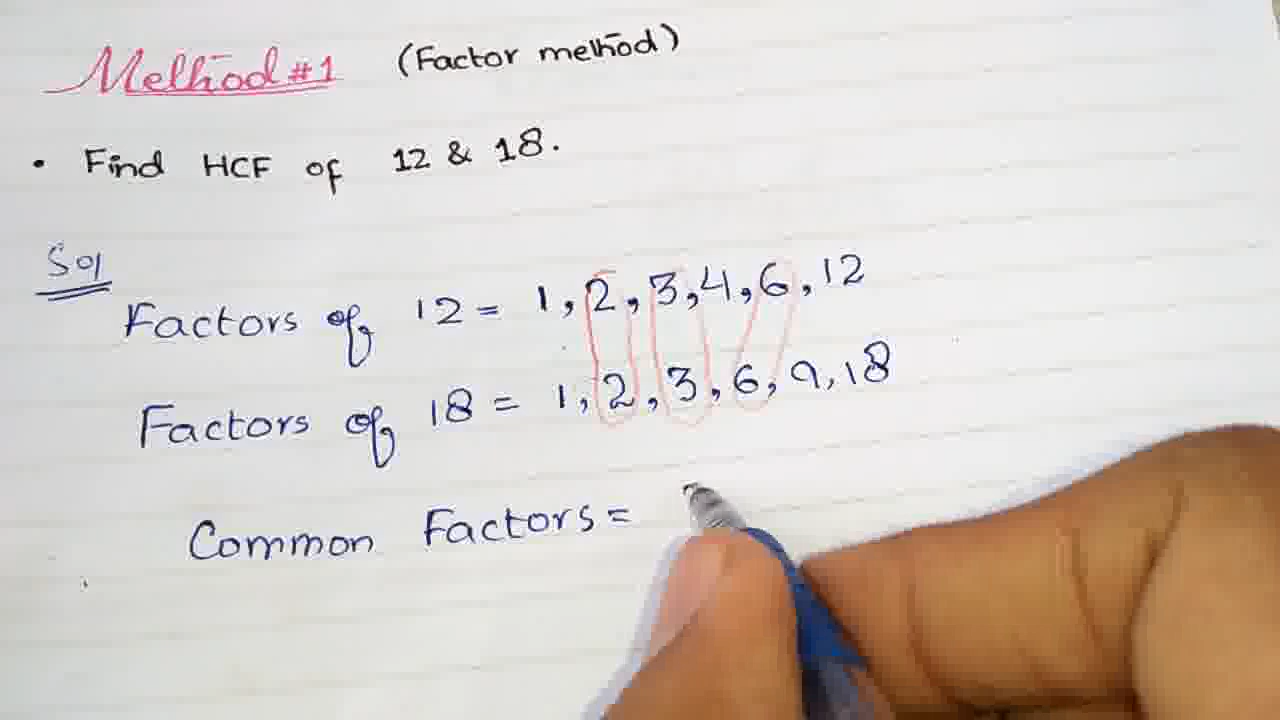 Method #1 (Factor method)
• Find HCF of 12 & 18.
Sol
Factors of 12 = 1, 2, 3, 4, 6, 12
Factors of 18 = 1, 2, 3, 6, 9, 18
Common Factors =